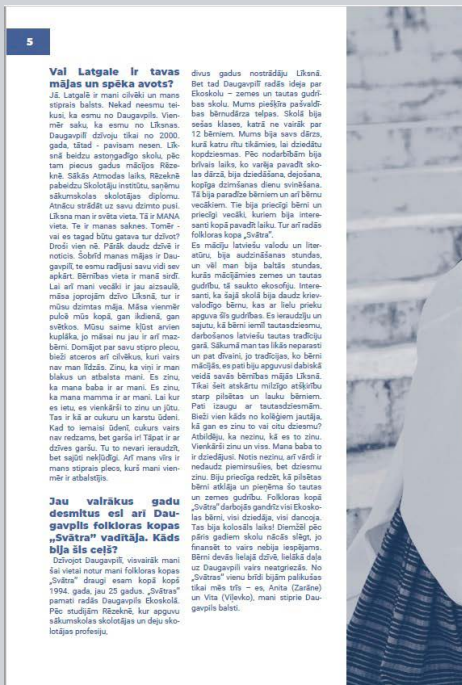 5
Vai Latgale ir tavas
mājas un spēka avots?
Jā, Latgalē ir mani cilvēki un mans
stiprais balsts. Nekad neesmu tei-
kusi, ka esmu no Daugavpils. Vien-
mēr saku, ka esmu no Līksnas.
Daugavpilī dzīvoju tikai no 2000.
gada, tātad - pavisam nesen. Līk-
snā beidzu astoņgadīgo skolu, pēc
tam piecus gadus mācījos Rēze-
knē. Sākās Atmodas laiks, Rēzeknē
pabeidzu Skolotāju institūtu, saņēmu
sākumskolas skolotājas diplomu.
Atnācu strādāt uz savu dzimto pusi.
Līksna man ir svēta vieta. Tā ir MANA
vieta. Te ir manas saknes. Tomēr -
vai es tagad būtu gatava tur dzīvot?
Droši vien nē. Pārāk daudz dzīvē ir
noticis. Šobrīd manas mājas ir Dau-
gavpilī, te esmu radījusi savu vidi sev
apkārt. Bērnības vieta ir manā sirdī.
Lai arī mani vecāki ir jau aizsaulē,
māsa joprojām dzīvo Līksnā, tur ir
mūsu dzimtas māja. Māsa vienmēr
pulcē mūs kopā, gan ikdienā, gan
svētkos. Mūsu saime kļūst arvien
kuplāka, jo māsai nu jau ir arī maz-
bērni. Domājot par savu stipro plecu,
bieži atceros arī cilvēkus, kuri vairs
nav man līdzās. Zinu, ka viņi ir man
blakus un atbalsta mani. Es zinu,
ka mana baba ir ar mani. Es zinu,
ka mana mamma ir ar mani. Lai kur
es ietu, es vienkārši to zinu un jūtu.
Tas ir kā ar cukuru un karstu ūdeni.
Kad to iemaisi ūdenī, cukurs vairs
nav redzams, bet garša ir! Tāpat ir ar
dzīves garšu. Tu to nevari ieraudzīt,
bet sajūti nekļūdīgi. Arī mans vīrs ir
mans stiprais plecs, kurš mani vien-
mēr ir atbalstījis.
Jau vairākus gadu
desmitus esi arī Dau-
gavpils folkloras kopas
„Svātra” vadītāja. Kāds
bija šis ceļš?
Dzīvojot Daugavpilī, visvairāk mani
šai vietai notur mani folkloras kopas
„Svātra” draugi esam kopā kopš
1994. gada, jau 25 gadus. „Svātras”
pamati radās Daugavpils Ekoskolā.
Pēc studijām Rēzeknē, kur apguvu
sākumskolas skolotājas un deju sko-
lotājas profesiju,
divus gadus nostrādāju Līksnā.
Bet tad Daugavpilī radās ideja par
Ekoskolu – zemes un tautas gudrī-
bas skolu. Mums piešķīra pašvaldī-
bas bērnudārza telpas. Skolā bija
sešas klases, katrā ne vairāk par
12 bērniem. Mums bija savs dārzs,
kurā katru rītu tikāmies, lai dziedātu
kopdziesmas. Pēc nodarbībām bija
brīvais laiks, ko varēja pavadīt sko-
las dārzā, bija dziedāšana, dejošana,
kopīga dzimšanas dienu svinēšana.
Tā bija paradīze bērniem un arī bērnu
vecākiem. Tie bija priecīgi bērni un
priecīgi vecāki, kuriem bija intere-
santi kopā pavadīt laiku. Tur arī radās
folkloras kopa „Svātra”.
Es mācīju latviešu valodu un liter-
atūru, bija audzināšanas stundas,
un vēl man bija baltās stundas,
kurās mācījāmies zemes un tautas
gudrību, tā saukto ekosofiju. Intere-
santi, ka šajā skolā bija daudz kriev-
valodīgo bērnu, kas ar lielu prieku
apguva šīs gudrības. Es ieraudzīju un
sajutu, kā bērni iemīl tautasdziesmu,
darbošanos latviešu tautas tradīciju
garā. Sākumā man tas likās neparasti
un pat dīvaini, jo tradīcijas, ko bērni
mācījās, es pati biju apguvusi dabiskā
veidā savās bērnības mājās Līksnā.
Tikai šeit atskārtu milzīgo atšķirību
starp pilsētas un lauku bērniem.
Pati izaugu ar tautasdziesmām.
Bieži vien kāds no kolēģiem jautāja,
kā gan es zinu to vai citu dziesmu?
Atbildēju, ka nezinu, kā es to zinu.
Vienkārši zinu un viss. Mana baba to
ir dziedājusi. Notis nezinu, arī vārdi ir
nedaudz piemirsušies, bet dziesmu
zinu. Biju priecīga redzēt, kā pilsētas
bērni atklāja un pieņēma šo tautas
un zemes gudrību. Folkloras kopā
„Svātra” darbojās gandrīz visi Ekosko-
las bērni, visi dziedāja, visi dancoja.
Tas bija kolosāls laiks! Diemžēl pēc
pāris gadiem skolu nācās slēgt, jo
finansēt to vairs nebija iespējams.
Bērni devās lielajā dzīvē, lielākā daļa
uz Daugavpili vairs neatgriezās. No
„Svātras” vienu brīdi bijām palikušas
tikai mēs trīs – es, Anita (Zarāne)
un Vita (Viļevko), mani stiprie Dau-
gavpils balsti.